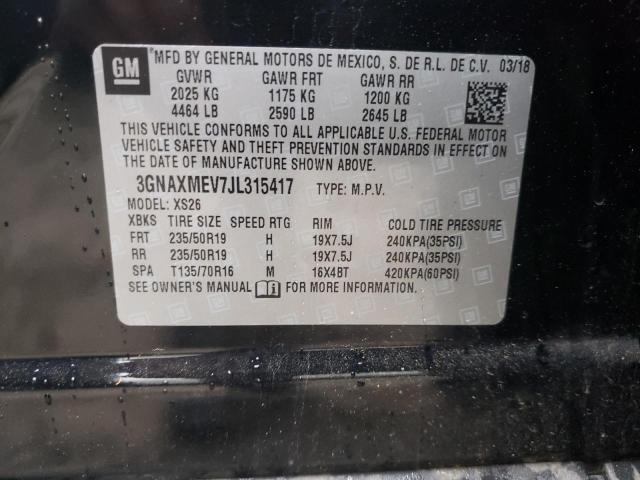 GM
*MFD BY GENERAL MOTORS DE MEXICO, S. DE R.L. DE C.V. 03/18
GVWR GAWR FRT GAWR RR
2025 KG 1175 KG 1200 KG
4464 LB 2590 LB 2645 LB
THIS VEHICLE CONFORMS TO ALL APPLICABLE U.S. FEDERAL MOTOR
VEHICLE SAFETY AND THEFT PREVENTION STANDARDS IN EFFECT ON
THE DATE OF MANUFACTURE SHOWN ABOVE.
3GNAXMEV7JL315417 TYPE: M.P.V.
MODEL: XS26
XBKS TIRE SIZE SPEED RTG RIM COLD TIRE PRESSURE
FRT 235/50R19 H 19X7.5J 240KPA(35PSI)
RR 235/50R19 H 19X7.5J 240KPA(35PSI)
SPA T135/70R16 M 16X4BT 420KPA(60PSI)
SEE OWNER'S MANUAL FOR MORE INFORMATION.